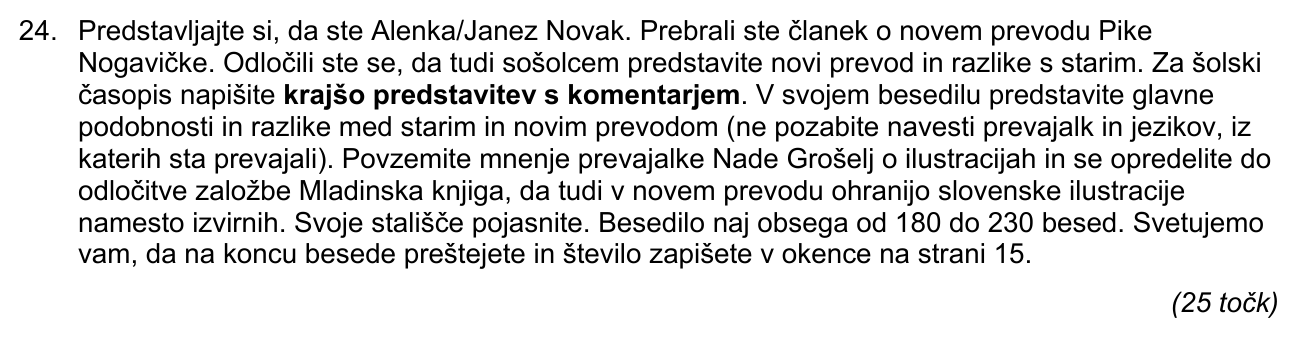 24. Predstavljajte si, da ste Alenka/Janez Novak. Prebrali ste članek o novem prevodu Pike
Nogavičke. Odločili ste se, da tudi sošolcem predstavite novi prevod in razlike s starim. Za šolski
časopis napišite krajšo predstavitev s komentarjem. V svojem besedilu predstavite glavne
podobnosti in razlike med starim in novim prevodom (ne pozabite navesti prevajalk in jezikov, iz
katerih sta prevajali). Povzemite mnenje prevajalke Nade Grošelj o ilustracijah in se opredelite do
odločitve založbe Mladinska knjiga, da tudi v novem prevodu ohranijo slovenske ilustracije
namesto izvirnih. Svoje stališče pojasnite. Besedilo naj obsega od 180 do 230 besed. Svetujemo
vam, da na koncu besede preštejete in število zapišete v okence na strani 15.
(25 točk)